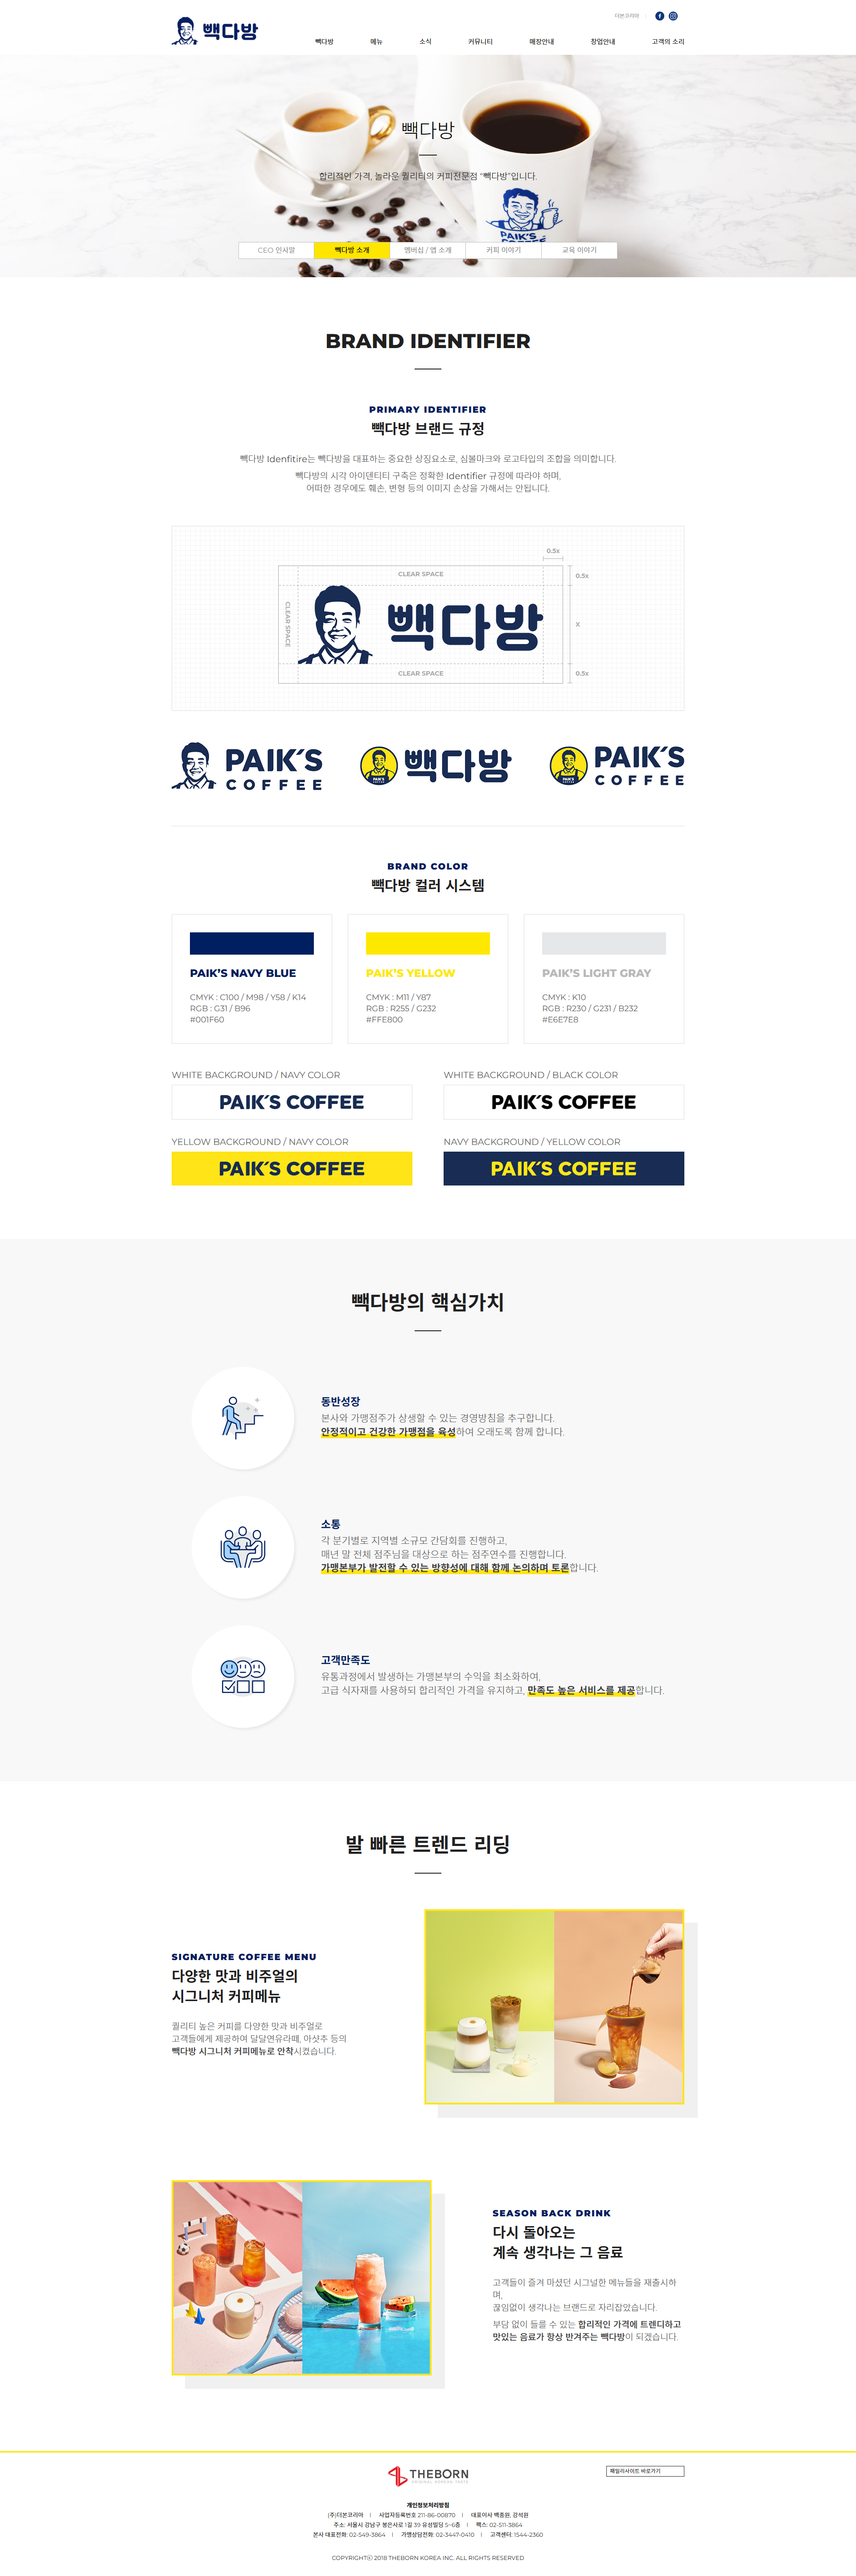 빽다방
더본코리아
빽다방 메뉴 소식 커뮤니티 매장안내 창업안내 고객의 소리
빽다방
합리적인 가격, 놀라운 퀄리티의 커피전문점 "빽다방"입니다.
PAIK'S
COFFEE
CEO 인사말 빽다방 소개 멤버십 / 앱 소개 커피 이야기 교육 이야기
BRAND IDENTIFIER
PRIMARY IDENTIFIER
빽다방 브랜드 규정
빽다방 Idenfitire는 빽다방을 대표하는 중요한 상징요소로, 심볼마크와 로고타입의 조합을 의미합니다.
빽다방의 시각 아이덴티티 구축은 정확한 Identifier 규정에 따라야 하며,
어떠한 경우에도 훼손, 변형 등의 이미지 손상을 가해서는 안됩니다.
0.5x
CLEAR SPACE
0.5x
CLEAR SPACE
빽다방
X
CLEAR SPACE
0.5x
PAIK'S
COFFEE
빽다방
PAIK'S
COFFEE
BRAND COLOR
빽다방 컬러 시스템
PAIK'S NAVY BLUE
CMYK : C100 / M98 / Y58 / K14
RGB : G31 / B96
#001F60
PAIK'S YELLOW
CMYK : M11 / Y87
RGB : R255 / G232
#FFE800
PAIK'S LIGHT GRAY
CMYK : K10
RGB : R230 / G231 / B232
#E6E7E8
WHITE BACKGROUND / NAVY COLOR
PAIK'S COFFEE
WHITE BACKGROUND / BLACK COLOR
PAIK'S COFFEE
YELLOW BACKGROUND / NAVY COLOR
PAIK'S COFFEE
NAVY BACKGROUND / YELLOW COLOR
PAIK'S COFFEE
빽다방의 핵심가치
동반성장
본사와 가맹점주가 상생할 수 있는 경영방침을 추구합니다.
안정적이고 건강한 가맹점을 육성하여 오래도록 함께 합니다.
소통
각 분기별로 지역별 소규모 간담회를 진행하고,
매년 말 전체 점주님을 대상으로 하는 점주연수를 진행합니다.
가맹본부가 발전할 수 있는 방향성에 대해 함께 논의하며 토론합니다.
고객만족도
유통과정에서 발생하는 가맹본부의 수익을 최소화하여,
고급 식자재를 사용하되 합리적인 가격을 유지하고, 만족도 높은 서비스를 제공합니다.
발 빠른 트렌드 리딩
SIGNATURE COFFEE MENU
다양한 맛과 비주얼의
시그니처 커피메뉴
퀄리티 높은 커피를 다양한 맛과 비주얼로
고객들에게 제공하여 달달연유라떼, 아샷추 등의
빽다방 시그니처 커피메뉴로 안착시켰습니다.
SEASON BACK DRINK
다시 돌아오는
계속 생각나는 그 음료
고객들이 즐겨 마셨던 시그널한 메뉴들을 재출시하
며,
끊임없이 생각나는 브랜드로 자리잡았습니다.
부담 없이 들를 수 있는 합리적인 가격에 트렌디하고
맛있는 음료가 항상 반겨주는 빽다방이 되겠습니다.
THEBORN
패밀리사이트 바로가기
개인정보처리방침
(주)더본코리아 | 사업자등록번호 211-86-00870 | 대표이사 백종원, 강석원
주소: 서울시 강남구 봉은사로 1길 39 유성빌딩 5~6층 | 팩스: 02-511-3864
본사 대표전화: 02-549-3864 | 가맹상담전화: 02-3447-0410 | 고객센터: 1544-2360
COPYRIGHTⓒ 2018 THEBORN KOREA INC. ALL RIGHTS RESERVED